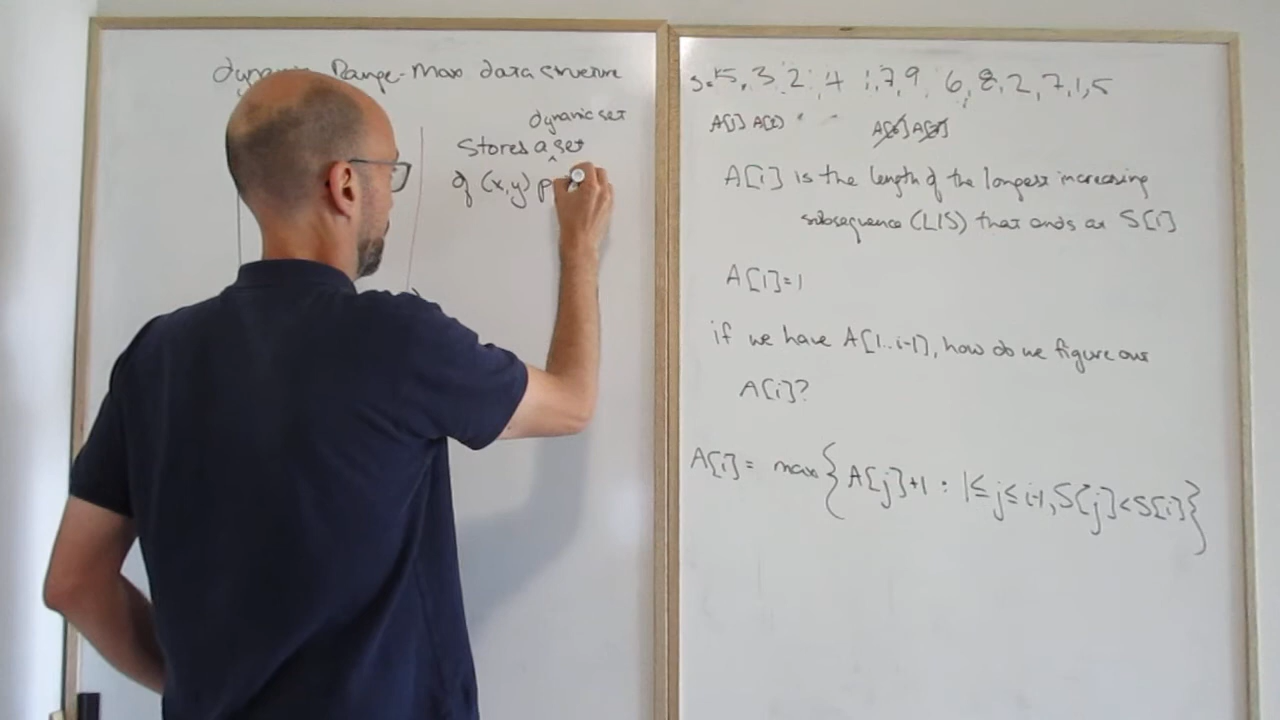 dynamic Range-Max data structure
dynamic set
Stores a ^ set
of (x,y) p
S = 5, 3, 2, 4, 1, 7, 9, 6, 8, 2, 7, 1, 5
A[1] A[2]
A[i] is the length of the longest increasing
subsequence (LIS) that ends at S[i]
A[1]=1
if we have A[1..i-1], how do we figure out
A[i]?
A[i] = max { A[j]+1 : 1≤j≤i-1, S[j]<S[i] }